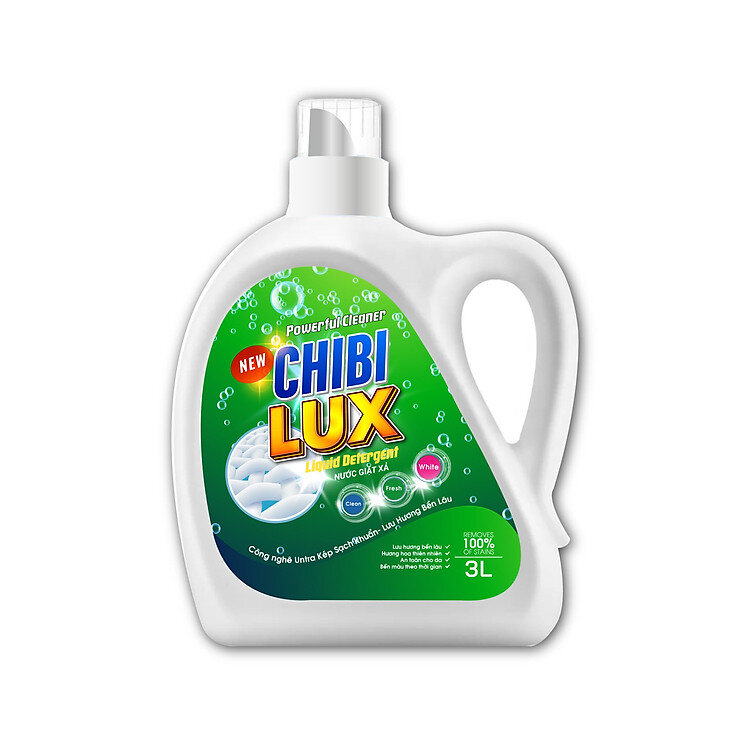 Powerful Cleaner
NEW
CHIBI
LUX
Liquid Detergent
NƯỚC GIẶT XẢ
Clean
Fresh
White
Công nghệ Untra Kép Sạch Khuẩn- Lưu Hương Bền Lâu
Lưu hương bền lâu ✓
Hương hoa thiên nhiên ✓
An toàn cho da ✓
Bền màu theo thời gian ✓
REMOVES
100%
OF STAINS
3L